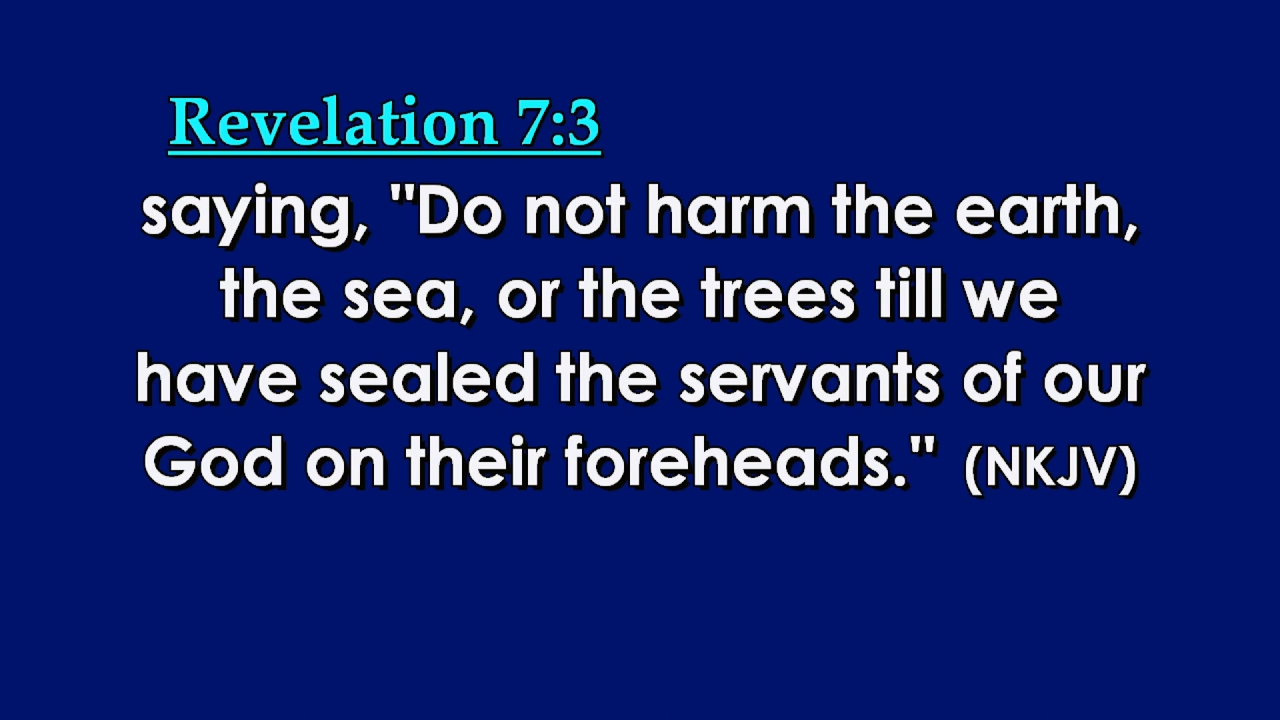 Revelation 7:3
saying, "Do not harm the earth,
the sea, or the trees till we
have sealed the servants of our
God on their foreheads." (NKJV)